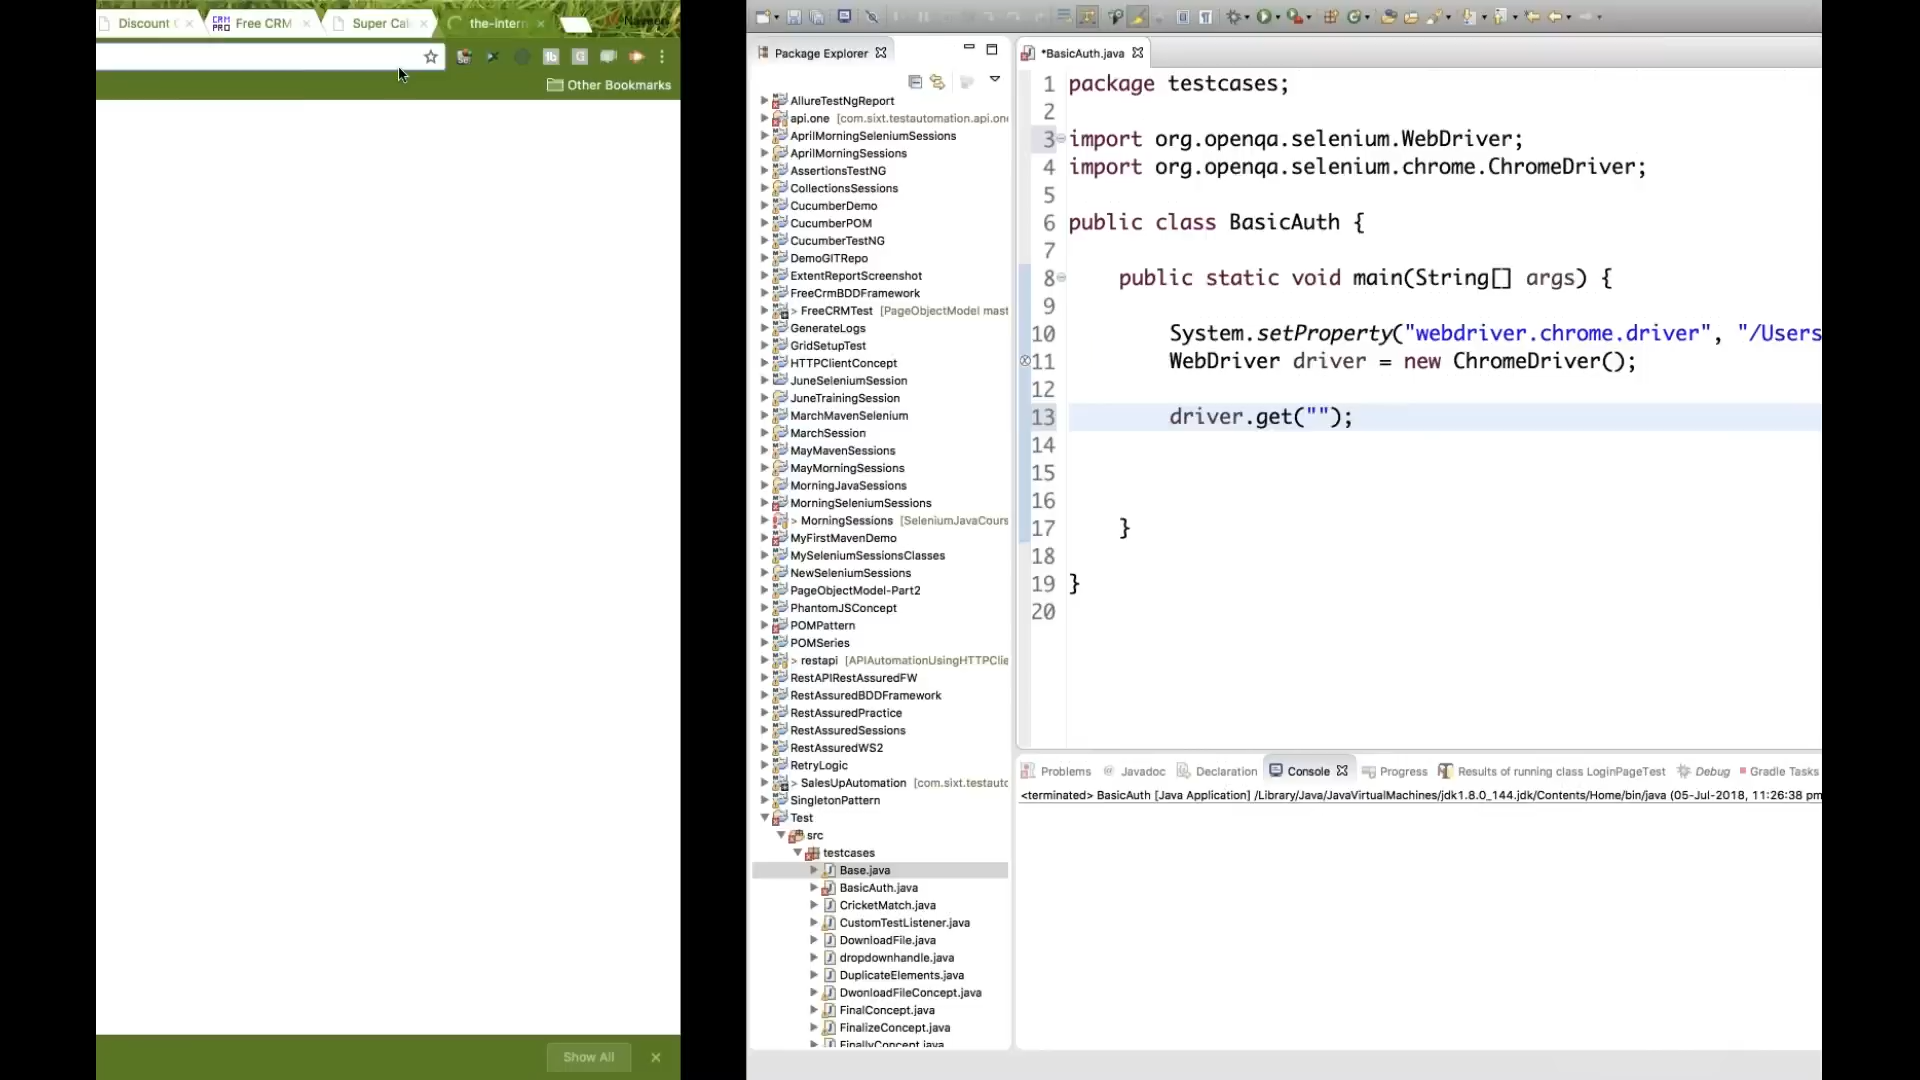 Discount
Free CRM
Super Cal
the-intern
Other Bookmarks
Show All
Package Explorer
AllureTestNgReport
api.one [com.sixt.testautomation.api.one
AprilMorningSeleniumSessions
AprilMorningSessions
AssertionsTestNG
CollectionsSessions
CucumberDemo
CucumberPOM
CucumberTestNG
DemoGITRepo
ExtentReportScreenshot
FreeCrmBDDFramework
> FreeCRMTest [PageObjectModel mast
GenerateLogs
GridSetupTest
HTTPClientConcept
JuneSeleniumSession
JuneTrainingSession
MarchMavenSelenium
MarchSession
MayMavenSessions
MayMorningSessions
MorningJavaSessions
MorningSeleniumSessions
> MorningSessions [SeleniumJavaCours
MyFirstMavenDemo
MySeleniumSessionsClasses
NewSeleniumSessions
PageObjectModel-Part2
PhantomJSConcept
POMPattern
POMSeries
> restapi [APIAutomationUsingHTTPClie
RestAPIRestAssuredFW
RestAssuredBDDFramework
RestAssuredPractice
RestAssuredSessions
RestAssuredWS2
RetryLogic
> SalesUpAutomation [com.sixt.testautc
SingletonPattern
Test
src
testcases
Base.java
BasicAuth.java
CricketMatch.java
CustomTestListener.java
DownloadFile.java
dropdownhandle.java
DuplicateElements.java
DwonloadFileConcept.java
FinalConcept.java
FinalizeConcept.java
FinallyConcept.java
*BasicAuth.java
1 package testcases;
2
3 import org.openqa.selenium.WebDriver;
4 import org.openqa.selenium.chrome.ChromeDriver;
5
6 public class BasicAuth {
7
8 public static void main(String[] args) {
9
10 System.setProperty("webdriver.chrome.driver", "/Users
11 WebDriver driver = new ChromeDriver();
12
13 driver.get("");
14
15
16
17 }
18
19 }
20
Problems @ Javadoc Declaration Console Progress Results of running class LoginPageTest Debug Gradle Tasks
<terminated> BasicAuth [Java Application] /Library/Java/JavaVirtualMachines/jdk1.8.0_144.jdk/Contents/Home/bin/java (05-Jul-2018, 11:26:38 pm